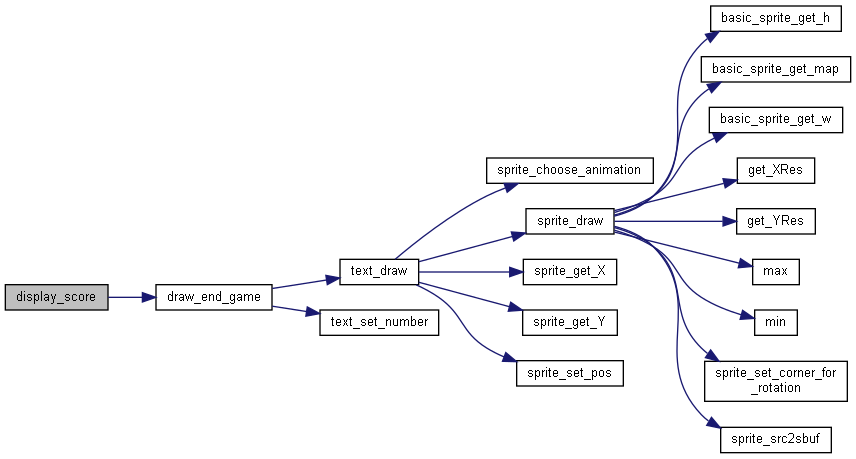 display_score
draw_end_game
text_draw
text_set_number
sprite_choose_animation
sprite_draw
sprite_get_X
sprite_get_Y
sprite_set_pos
basic_sprite_get_h
basic_sprite_get_map
basic_sprite_get_w
get_XRes
get_YRes
max
min
sprite_set_corner_for
_rotation
sprite_src2sbuf